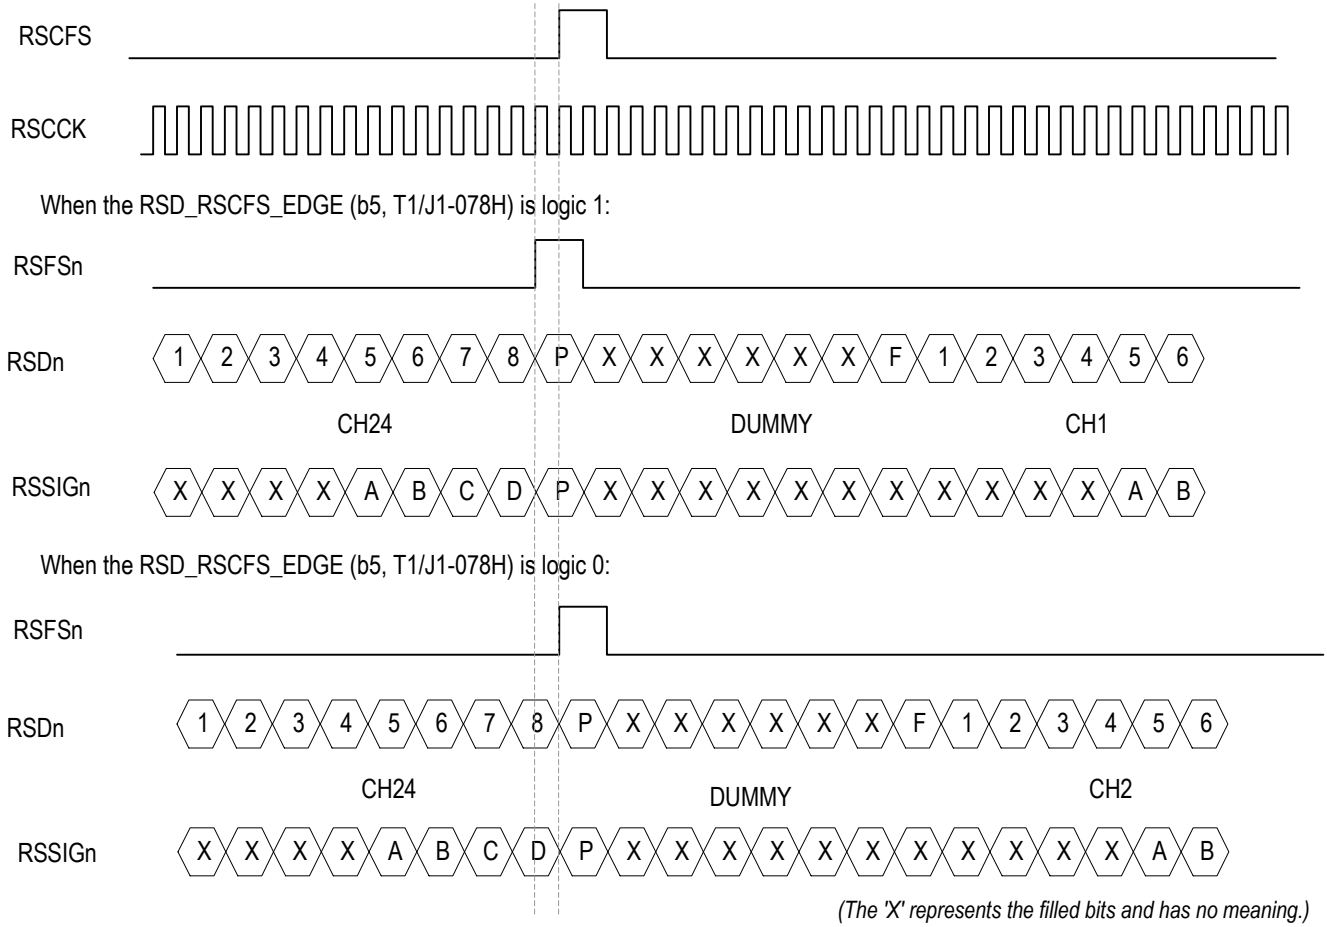 RSCFS
RSCCK
When the RSD_RSCFS_EDGE (b5, T1/J1-078H) is logic 1:
RSFSn
RSDn 1 2 3 4 5 6 7 8 P X X X X X X F 1 2 3 4 5 6
CH24 DUMMY CH1
RSSIGn X X X X A B C D P X X X X X X X X X X X A B
When the RSD_RSCFS_EDGE (b5, T1/J1-078H) is logic 0:
RSFSn
RSDn 1 2 3 4 5 6 7 8 P X X X X X X F 1 2 3 4 5 6
CH24 DUMMY CH2
RSSIGn X X X X A B C D P X X X X X X X X X X X A B
(The 'X' represents the filled bits and has no meaning.)